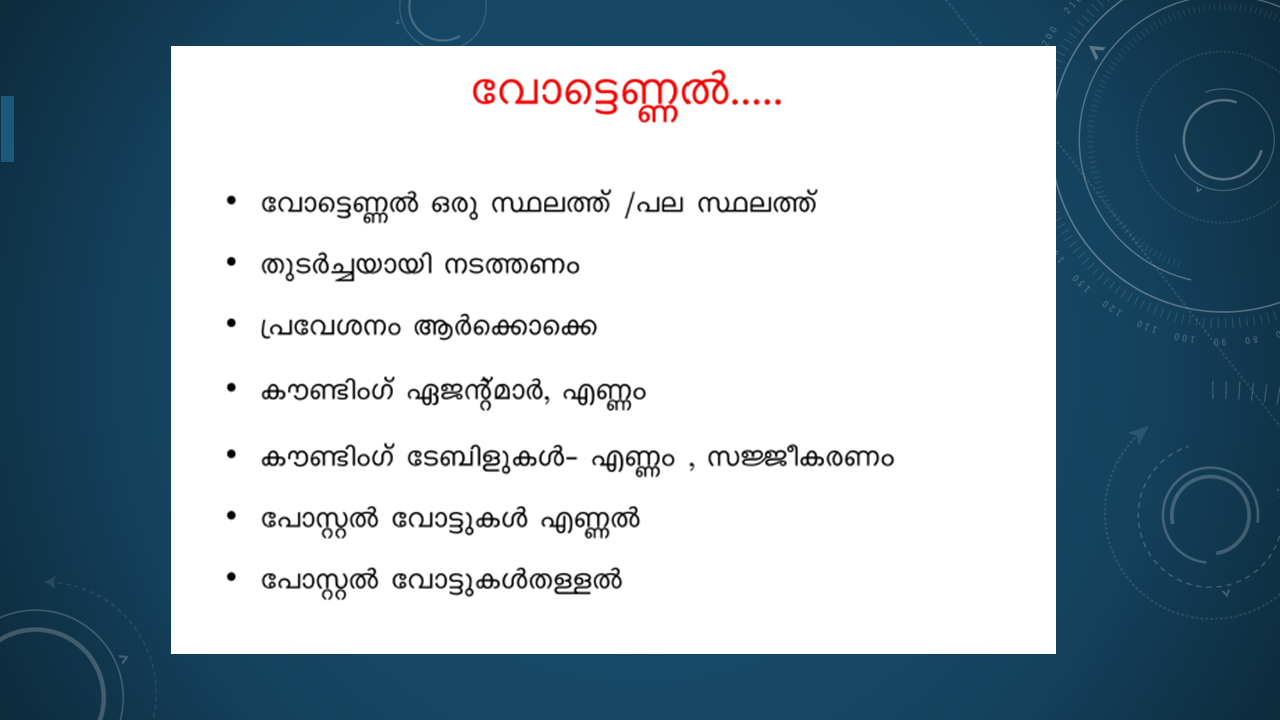 വോട്ടെണ്ണൽ.....
• വോട്ടെണ്ണൽ ഒരു സ്ഥലത്ത് /പല സ്ഥലത്ത്
• തുടർച്ചയായി നടത്തണം
• പ്രവേശനം ആർക്കൊക്കെ
• കൗണ്ടിംഗ് ഏജന്റ്മാർ, എണ്ണം
• കൗണ്ടിംഗ് ടേബിളുകൾ- എണ്ണം , സജ്ജീകരണം
• പോസ്റ്റൽ വോട്ടുകൾ എണ്ണൽ
• പോസ്റ്റൽ വോട്ടുകൾതള്ളൽ